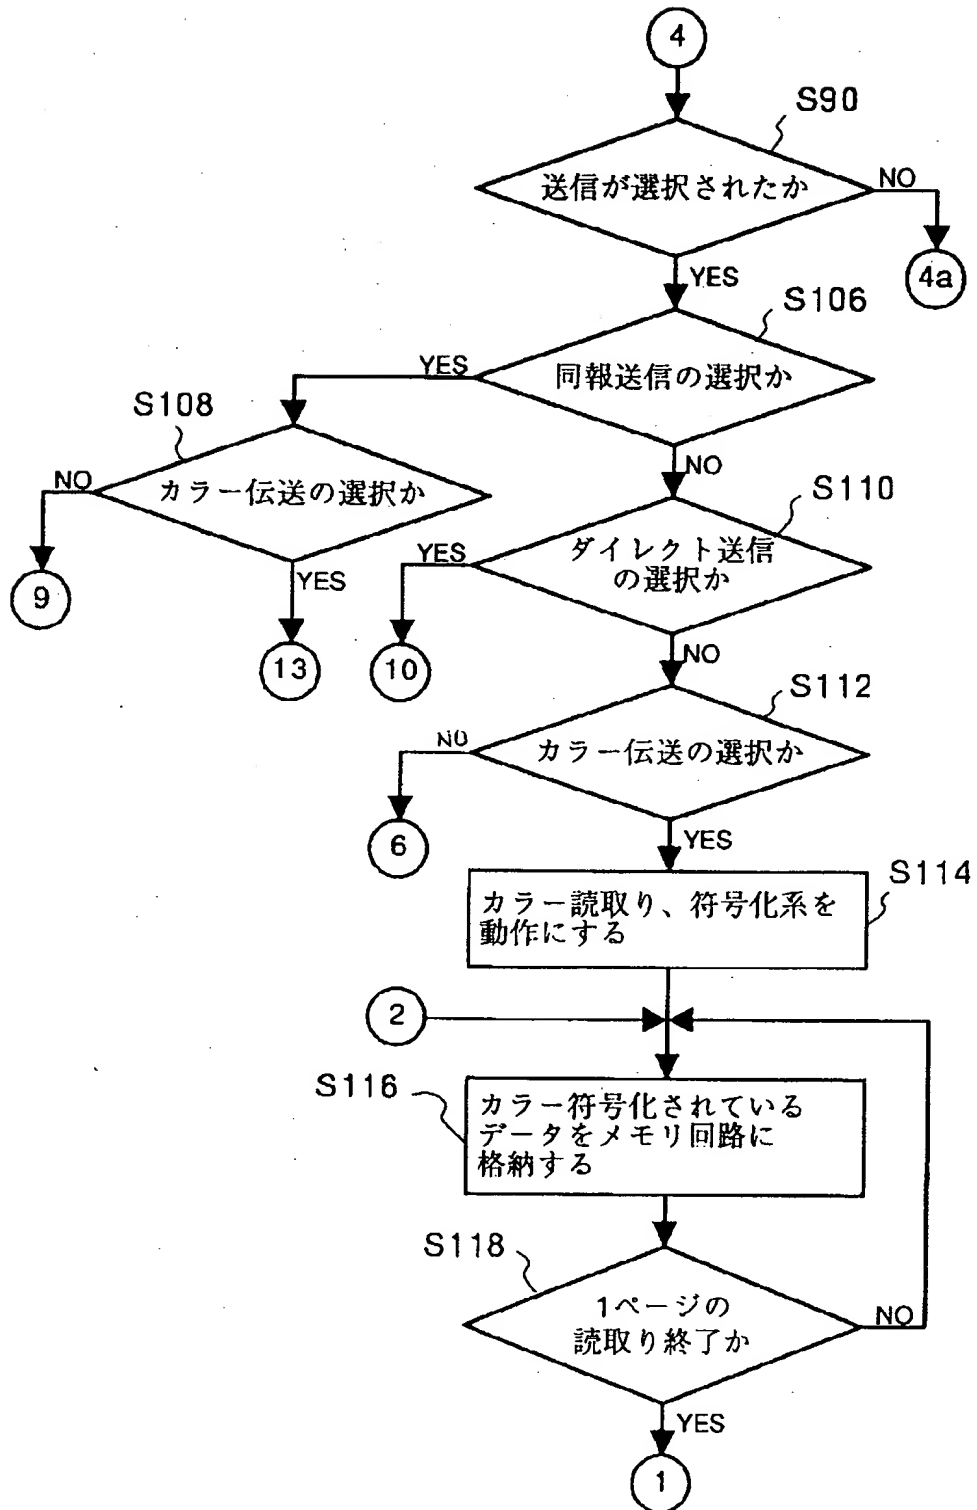 4
S90
送信が選択されたか
NO
4a
YES
S106
同報送信の選択か
YES
S108
カラー伝送の選択か
NO
9
YES
13
NO
S110
ダイレクト送信
の選択か
YES
10
NO
S112
カラー伝送の選択か
NO
6
YES
S114
カラー読取り、符号化系を
動作にする
2
S116
カラー符号化されている
データをメモリ回路に
格納する
S118
1ページの
読取り終了か
NO
YES
1